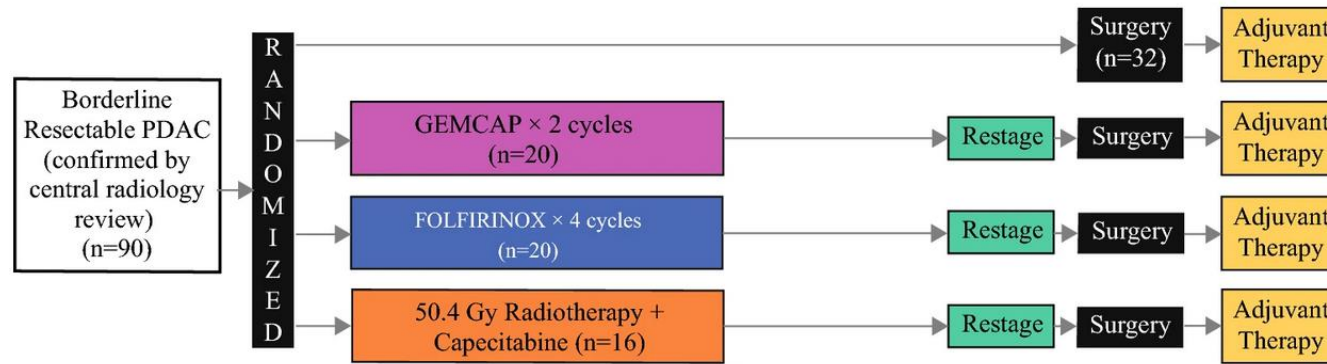 Borderline
Resectable PDAC
(confirmed by
central radiology
review)
(n=90)
RANDOMIZED
Surgery
(n=32)
Adjuvant
Therapy
GEMCAP × 2 cycles
(n=20)
Restage
Surgery
Adjuvant
Therapy
FOLFIRINOX × 4 cycles
(n=20)
Restage
Surgery
Adjuvant
Therapy
50.4 Gy Radiotherapy +
Capecitabine (n=16)
Restage
Surgery
Adjuvant
Therapy